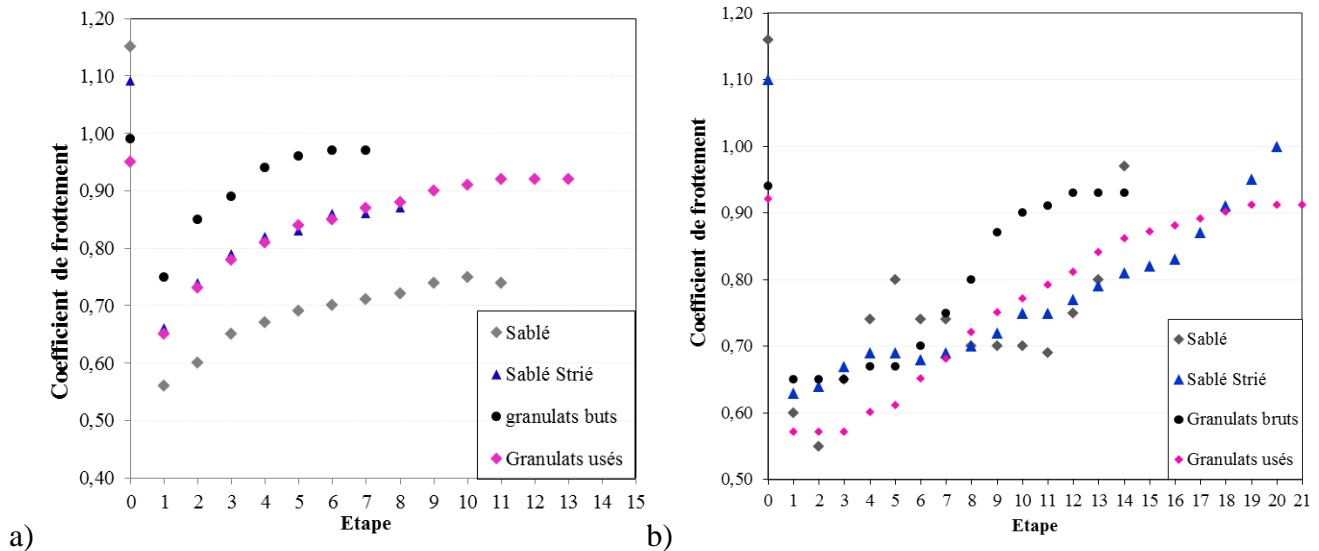 1,20
1,10
1,00
0,90
0,80
0,70
0,60
0,50
0,40
Coefficient de frottement
0 1 2 3 4 5 6 7 8 9 10 11 12 13 15
Etape
Sablé
Sablé Strié
granulats buts
Granulats usés
a)
1,20
1,10
1,00
0,90
0,80
0,70
0,60
0,50
Coefficient de frottement
0 1 2 3 4 5 6 7 8 9 10 11 12 13 14 15 16 17 18 19 20 21
Etape
Sablé
Sablé Strié
Granulats bruts
Granulats usés
b)